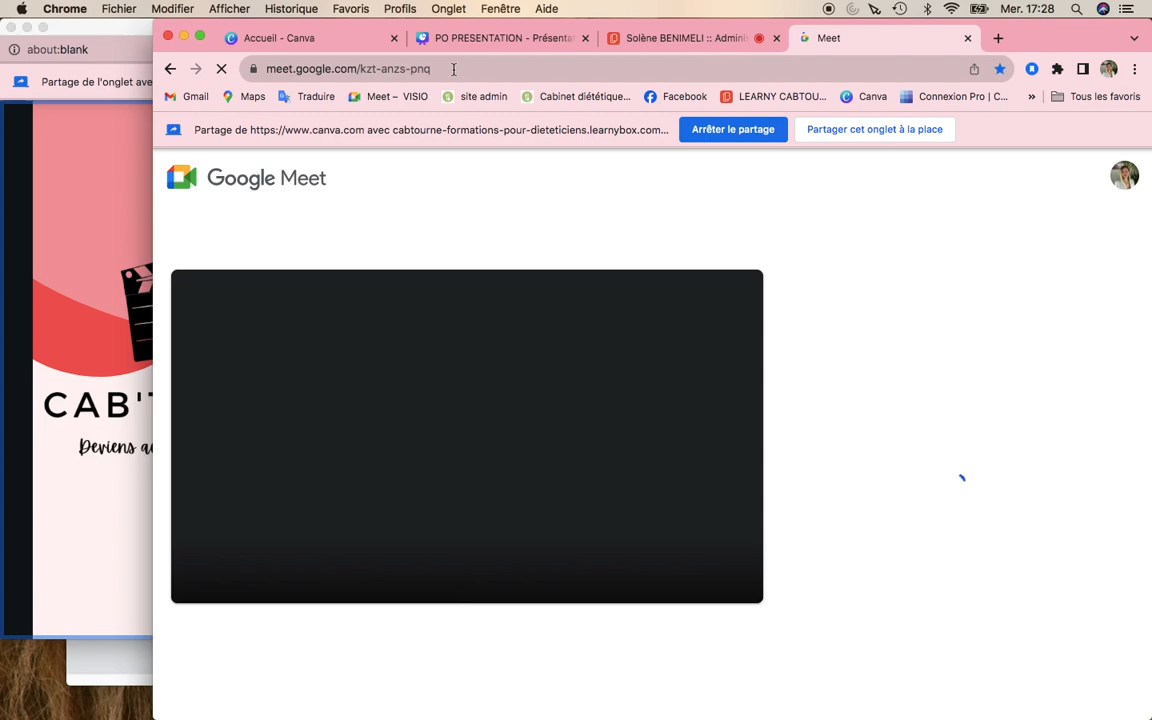 Chrome Fichier Modifier Afficher Historique Favoris Profils Onglet Fenêtre Aide Mer. 17:28
Accueil - Canva
PO PRESENTATION - Présenta
Solène BENIMELI :: Adminis
Meet
about:blank
meet.google.com/kzt-anzs-pnq
Partage de l'onglet ave
Gmail Maps Traduire Meet – VISIO site admin Cabinet diététique... Facebook LEARNY CABTOU... Canva Connexion Pro | C... » Tous les favoris
Partage de https://www.canva.com avec cabtourne-formations-pour-dieteticiens.learnybox.com...
Arrêter le partage
Partager cet onglet à la place
Google Meet
CAB'
Deviens